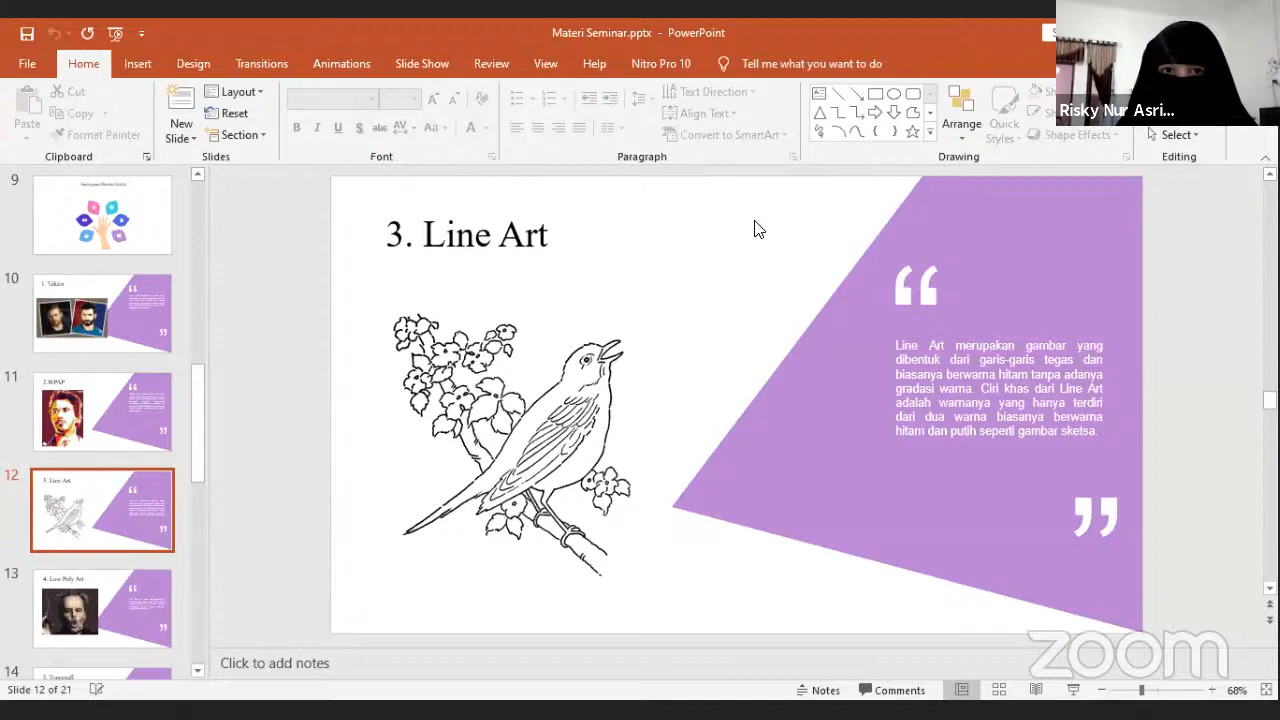 Materi Seminar.pptx - PowerPoint
File Home Insert Design Transitions Animations Slide Show Review View Help Nitro Pro 10 Tell me what you want to do
Risky Nur Asri...
Paste
Cut
Copy
Format Painter
Clipboard
New Slide
Layout
Reset
Section
Slides
Font
Text Direction
Align Text
Convert to SmartArt
Paragraph
Arrange
Quick Styles
Shape Effects
Drawing
Select
Editing
9
10
1. Vektor
11
2.WPAP
12
3. Line Art
13
4. Low Poly Art
14
3. Line Art
“
Line Art merupakan gambar yang
dibentuk dari garis-garis tegas dan
biasanya berwarna hitam tanpa adanya
gradasi warna. Ciri khas dari Line Art
adalah warnanya yang hanya terdiri
dari dua warna biasanya berwarna
hitam dan putih seperti gambar sketsa.
”
Click to add notes
zoom
Slide 12 of 21
Notes
Comments
68%